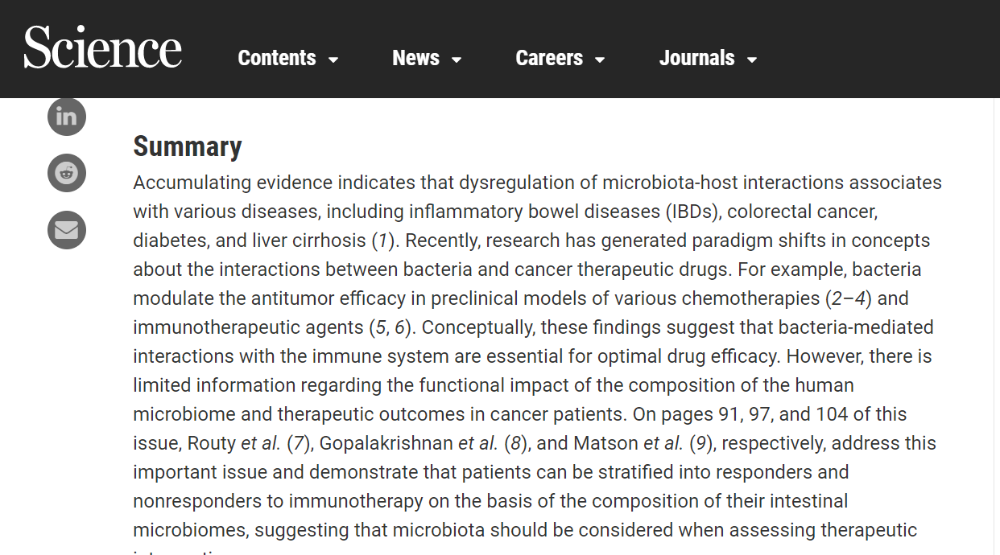 Science
Contents
News
Careers
Journals
in
Summary
Accumulating evidence indicates that dysregulation of microbiota-host interactions associates
with various diseases, including inflammatory bowel diseases (IBDs), colorectal cancer,
diabetes, and liver cirrhosis (1). Recently, research has generated paradigm shifts in concepts
about the interactions between bacteria and cancer therapeutic drugs. For example, bacteria
modulate the antitumor efficacy in preclinical models of various chemotherapies (2–4) and
immunotherapeutic agents (5, 6). Conceptually, these findings suggest that bacteria-mediated
interactions with the immune system are essential for optimal drug efficacy. However, there is
limited information regarding the functional impact of the composition of the human
microbiome and therapeutic outcomes in cancer patients. On pages 91, 97, and 104 of this
issue, Routy et al. (7), Gopalakrishnan et al. (8), and Matson et al. (9), respectively, address this
important issue and demonstrate that patients can be stratified into responders and
nonresponders to immunotherapy on the basis of the composition of their intestinal
microbiomes, suggesting that microbiota should be considered when assessing therapeutic